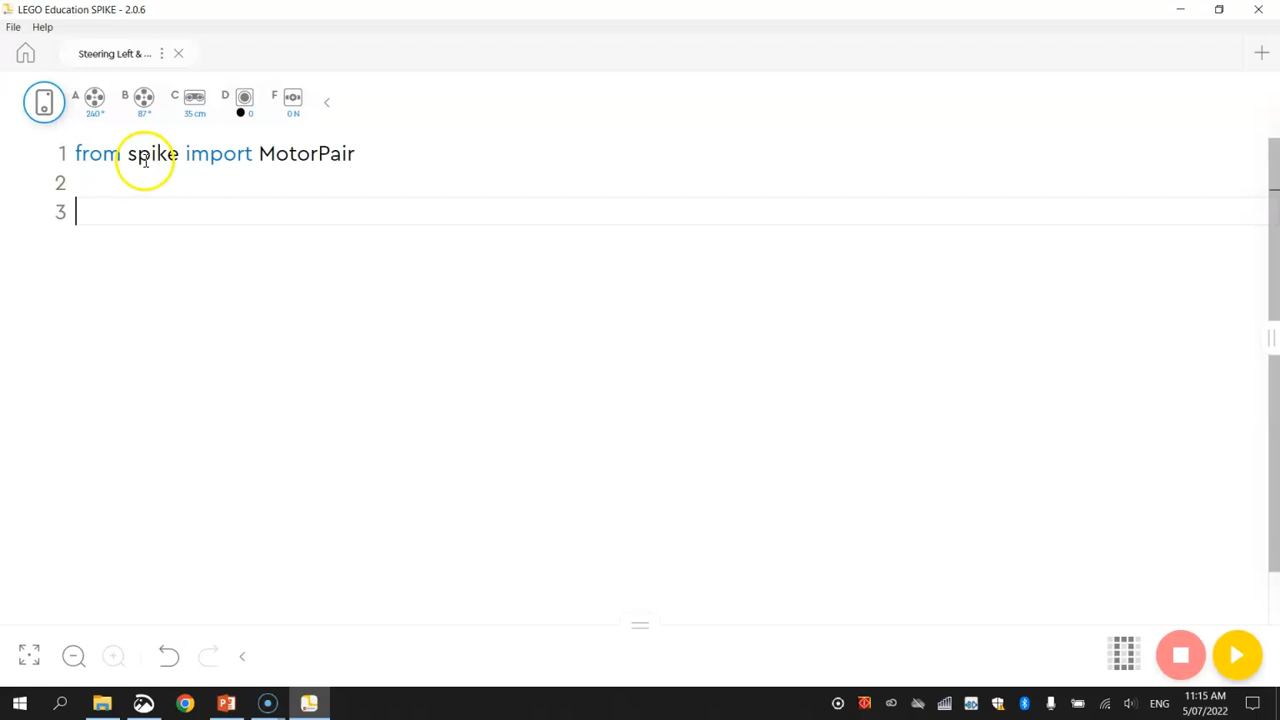 LEGO Education SPIKE - 2.0.6
File Help
Steering Left & ...
A B C D F
240° 87° 35 cm 0 0 N
1 from spike import MotorPair
2
3
ENG
11:15 AM
5/07/2022